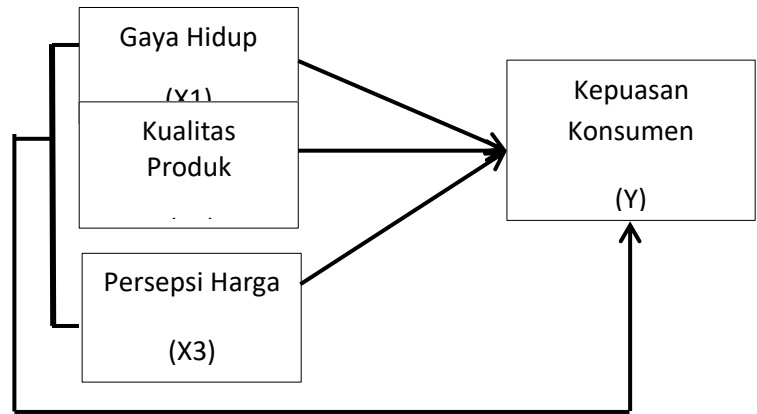 Gaya Hidup
(X1)
Kualitas
Produk
Persepsi Harga
(X3)
Kepuasan
Konsumen
(Y)